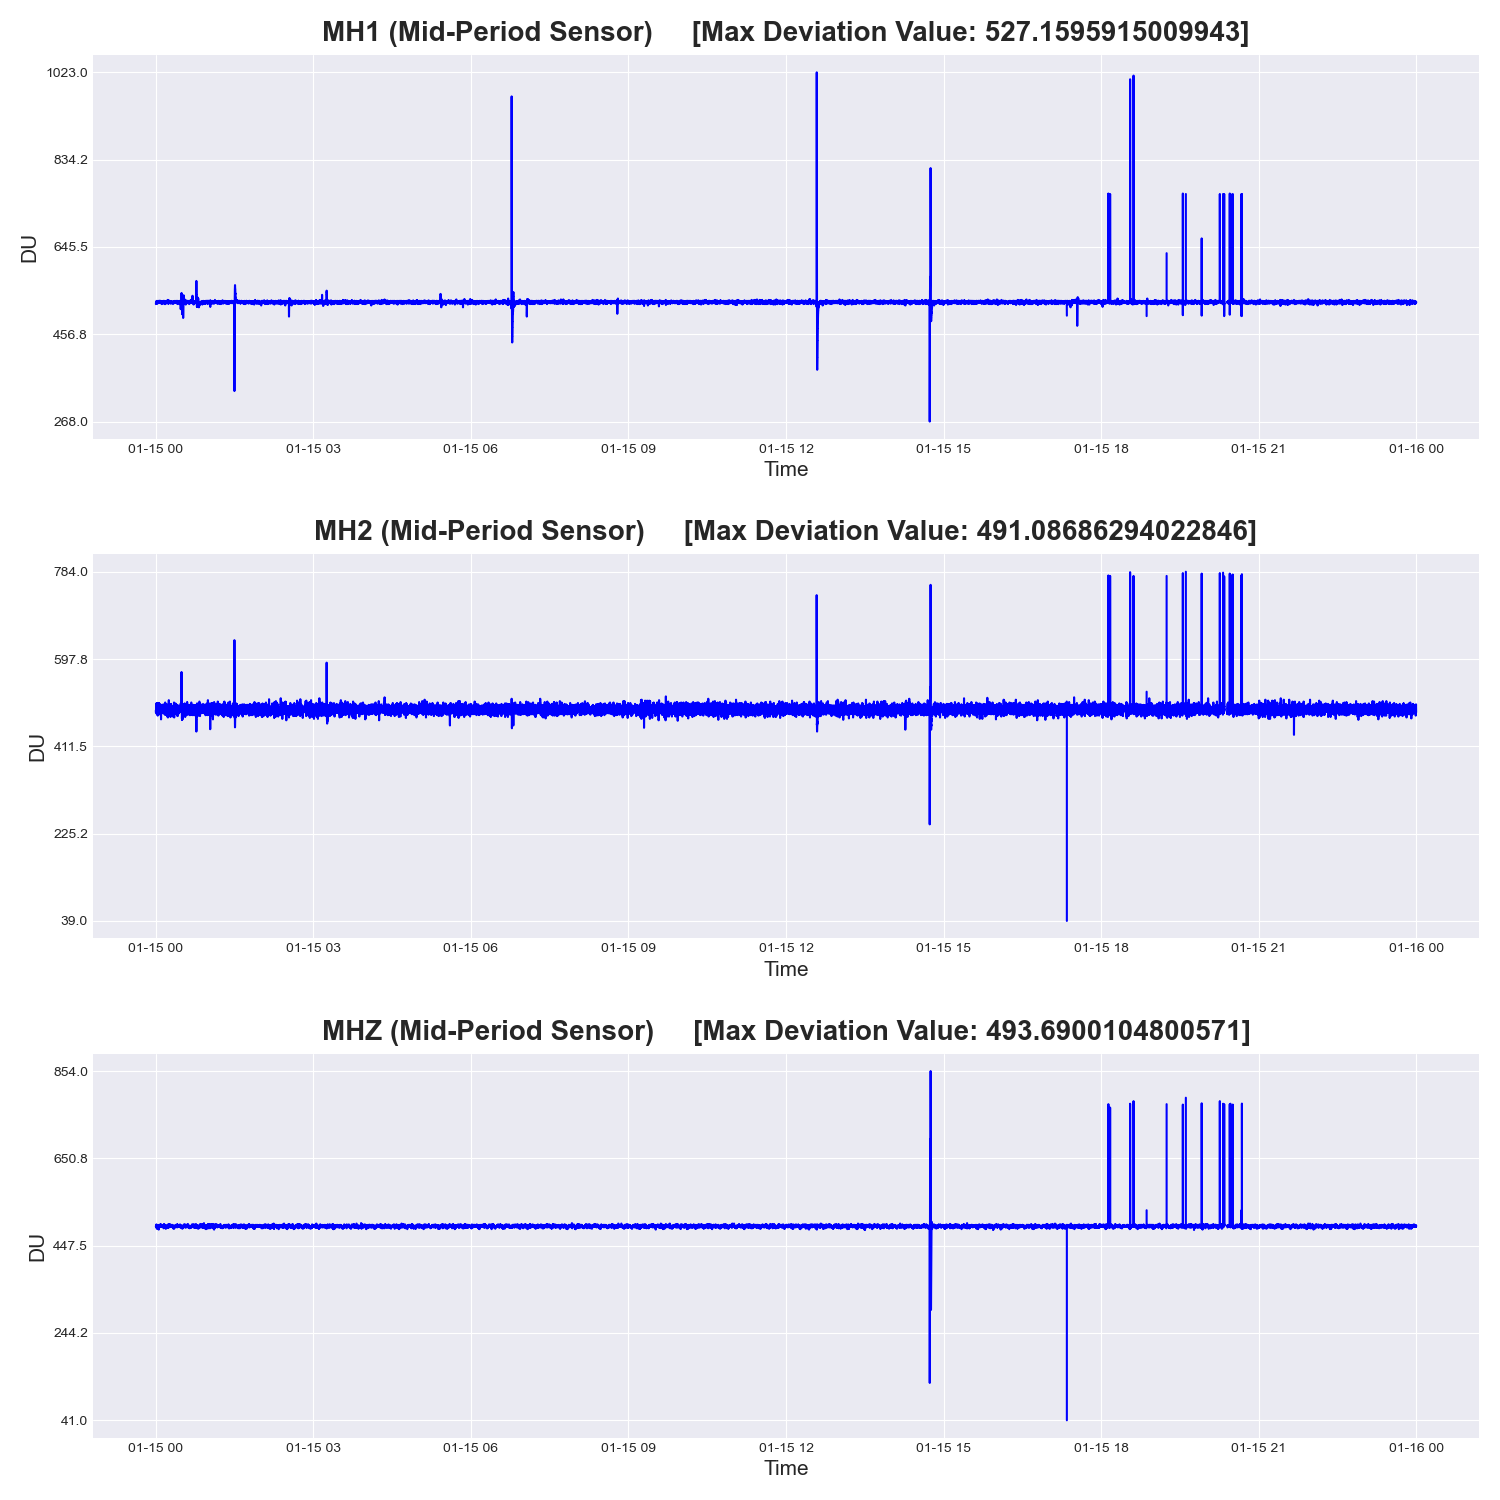 MH1 (Mid-Period Sensor) [Max Deviation Value: 527.1595915009943]
1023.0
834.2
645.5
456.8
268.0
DU
01-15 00 01-15 03 01-15 06 01-15 09 01-15 12 01-15 15 01-15 18 01-15 21 01-16 00
Time
MH2 (Mid-Period Sensor) [Max Deviation Value: 491.08686294022846]
784.0
597.8
411.5
225.2
39.0
DU
01-15 00 01-15 03 01-15 06 01-15 09 01-15 12 01-15 15 01-15 18 01-15 21 01-16 00
Time
MHZ (Mid-Period Sensor) [Max Deviation Value: 493.6900104800571]
854.0
650.8
447.5
244.2
41.0
DU
01-15 00 01-15 03 01-15 06 01-15 09 01-15 12 01-15 15 01-15 18 01-15 21 01-16 00
Time